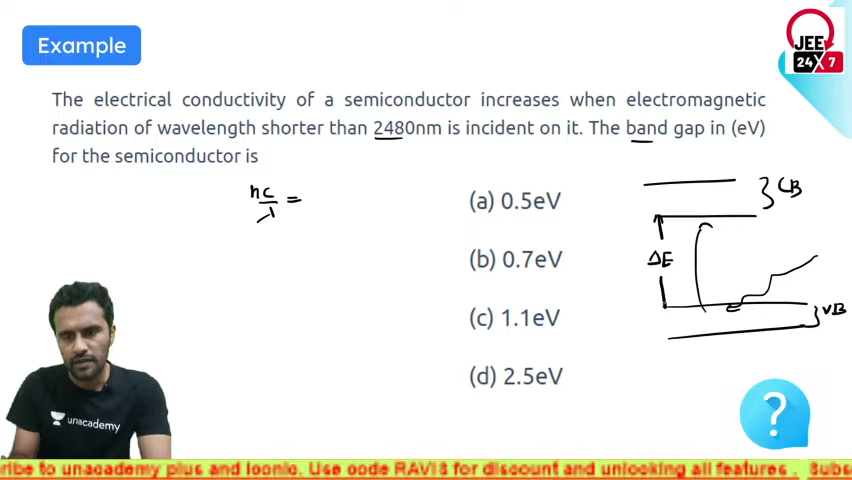 Example
JEE
24X7
The electrical conductivity of a semiconductor increases when electromagnetic
radiation of wavelength shorter than 2480nm is incident on it. The band gap in (eV)
for the semiconductor is
hc
λ
=
(a) 0.5eV
(b) 0.7eV
(c) 1.1eV
(d) 2.5eV
CB
ΔE
VB
unacademy
?
ribe to unacademy plus and Iconic. Use code RAVI8 for discount and unlocking all features . Subs